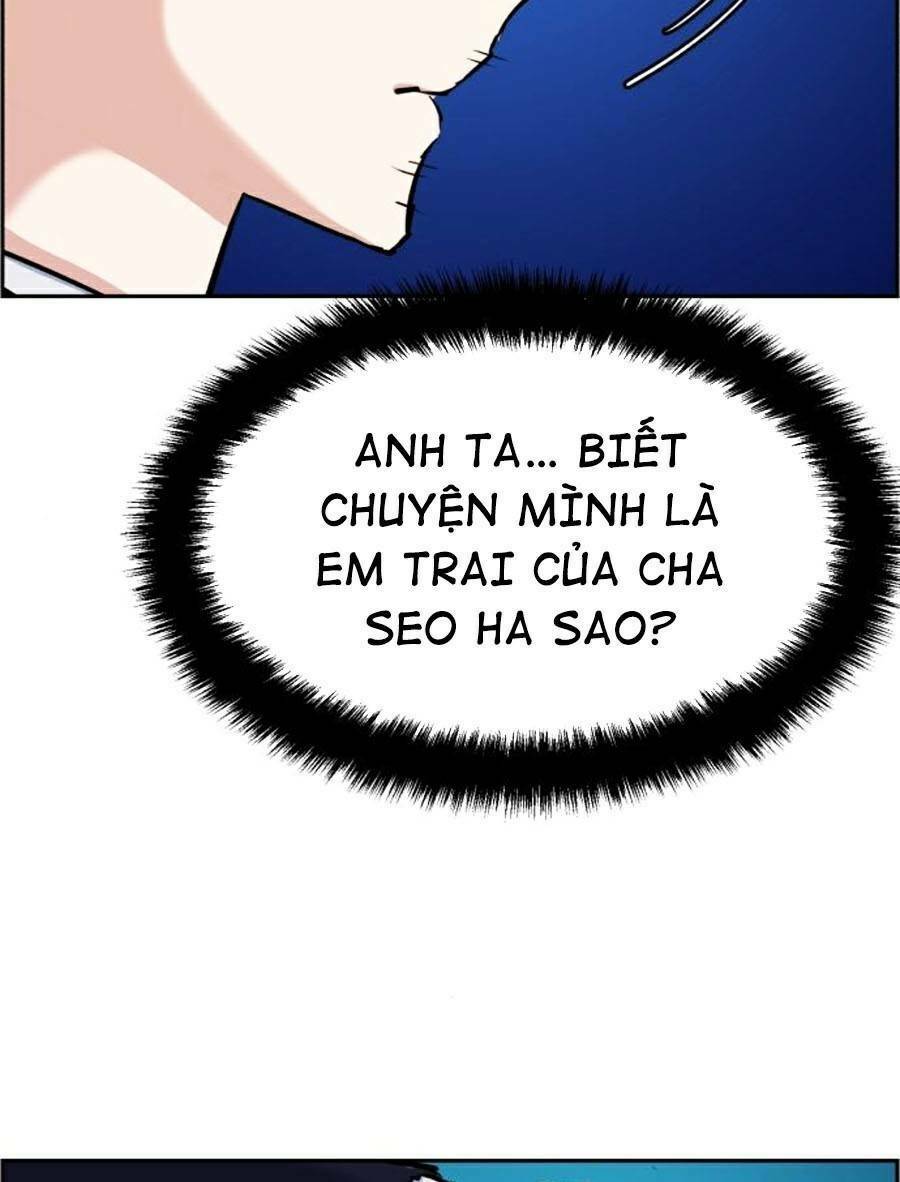 ANH TA... BIẾT
CHUYỆN MÌNH LÀ
EM TRAI CỦA CHA
SEO HA SAO?